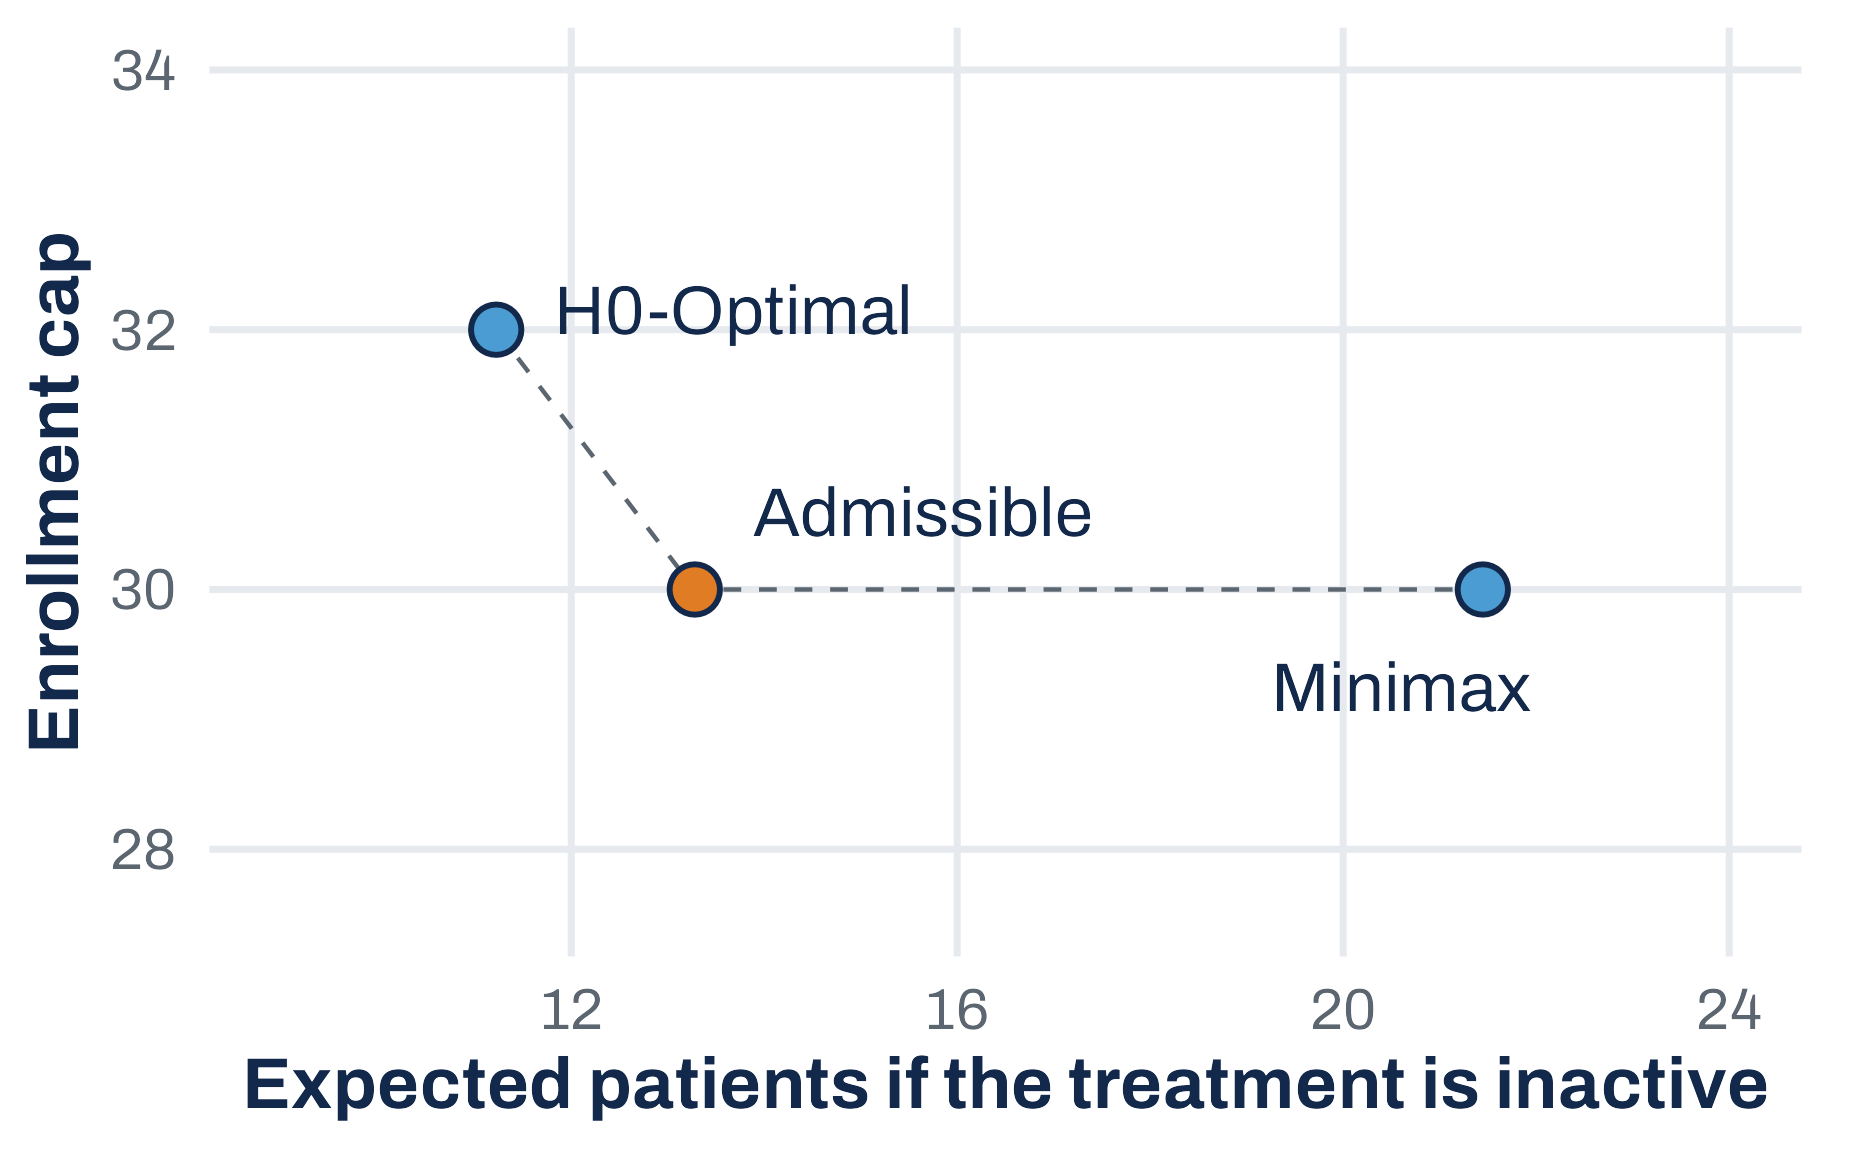 34
32
30
28
Enrollment cap
H0-Optimal
Admissible
Minimax
12 16 20 24
Expected patients if the treatment is inactive